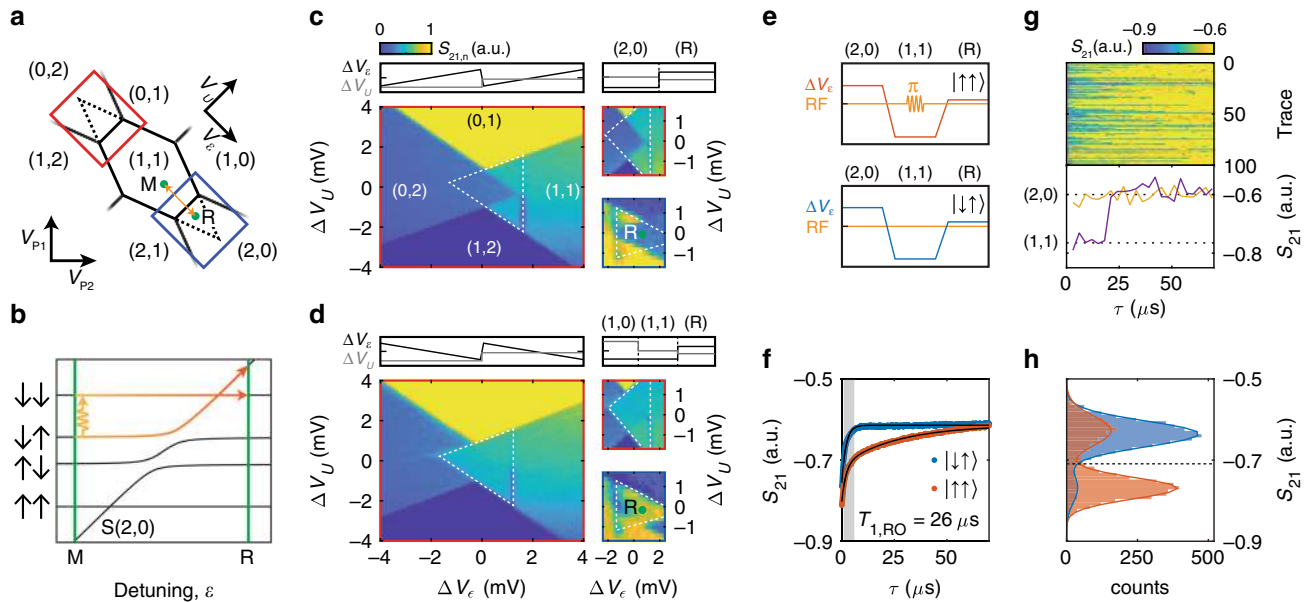 a
(0,2)
(0,1)
V_U
V_ε
(1,2)
(1,1)
(1,0)
M
R
V_P1
(2,1)
(2,0)
V_P2
b
↓↓
↓↑
↑↓
↑↑
S(2,0)
M
R
Detuning, ε
c
0
1
S_21,n (a.u.)
(2,0)
(R)
ΔV_ε
ΔV_U
4
2
0
−2
−4
ΔV_U (mV)
(0,1)
(0,2)
(1,1)
(1,2)
1
0
−1
R
1
0
−1
ΔV_U (mV)
d
(1,0)
(1,1)
(R)
ΔV_ε
ΔV_U
4
2
0
−2
−4
ΔV_U (mV)
1
0
−1
R
1
0
−1
ΔV_U (mV)
−4
−2
0
2
4
ΔV_ϵ (mV)
−2
0
2
ΔV_ϵ (mV)
e
(2,0)
(1,1)
(R)
ΔV_ε
RF
π
|↑↑⟩
(2,0)
(1,1)
(R)
ΔV_ε
RF
|↓↑⟩
f
−0.5
−0.7
−0.9
S_21 (a.u.)
|↓↑⟩
|↑↑⟩
T_1,RO = 26 μs
0
25
50
τ (μs)
g
−0.9
−0.6
S_21 (a.u.)
0
50
100
Trace
(2,0)
(1,1)
−0.6
−0.8
S_21 (a.u.)
0
25
50
τ (μs)
h
−0.5
−0.7
−0.9
S_21 (a.u.)
0
500
counts